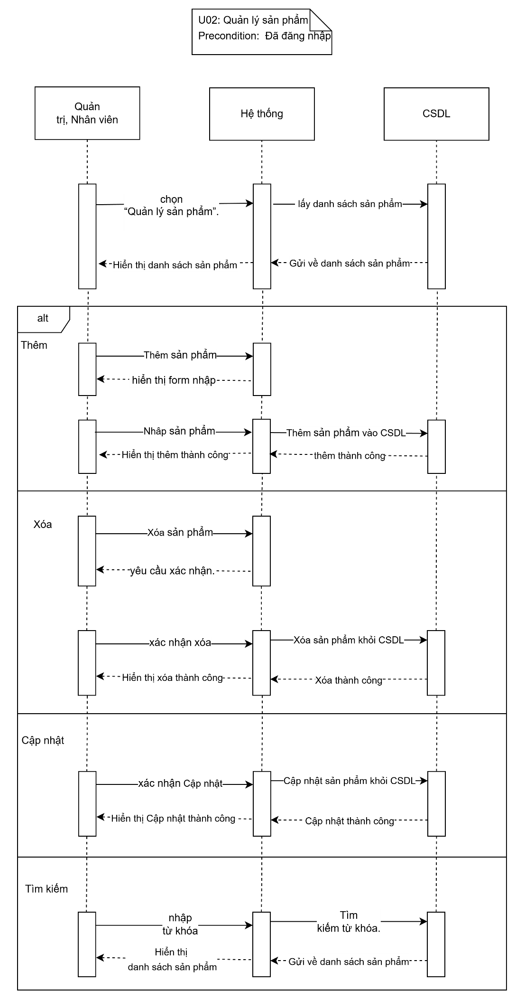 U02: Quản lý sản phẩm
Precondition: Đã đăng nhập
Quản
trị, Nhân viên
Hệ thống
CSDL
chọn
“Quản lý sản phẩm”.
lấy danh sách sản phẩm
Hiển thị danh sách sản phẩm
Gửi về danh sách sản phẩm
alt
Thêm
Thêm sản phẩm
hiển thị form nhập
Nhâp sản phẩm
Thêm sản phẩm vào CSDL
Hiển thị thêm thành công
thêm thành công
Xóa
Xóa sản phẩm
yêu cầu xác nhận.
xác nhận xóa
Xóa sản phẩm khỏi CSDL
Hiển thị xóa thành công
Xóa thành công
Cập nhật
xác nhận Cập nhật
Cập nhật sản phẩm khỏi CSDL
Hiển thị Cập nhật thành công
Cập nhật thành công
Tìm kiếm
nhập
từ khóa
Tìm
kiếm từ khóa.
Hiển thị
danh sách sản phẩm
Gửi về danh sách sản phẩm